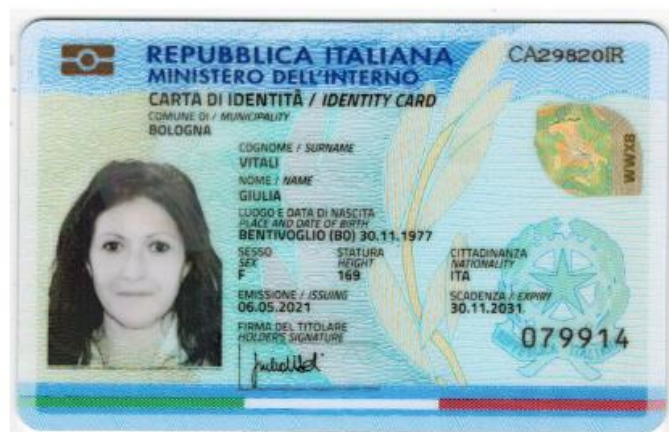 REPUBBLICA ITALIANA
CA29820IR
MINISTERO DELL'INTERNO
CARTA DI IDENTITÀ / IDENTITY CARD
COMUNE DI / MUNICIPALITY
BOLOGNA
COGNOME / SURNAME
VITALI
NOME / NAME
GIULIA
LUOGO E DATA DI NASCITA
PLACE AND DATE OF BIRTH
BENTIVOGLIO (BO) 30.11.1977
SESSO STATURA CITTADINANZA
SEX HEIGHT NATIONALITY
F 169 ITA
EMISSIONE / ISSUING SCADENZA / EXPIRY
06.05.2021 30.11.2031
FIRMA DEL TITOLARE
HOLDER'S SIGNATURE
079914